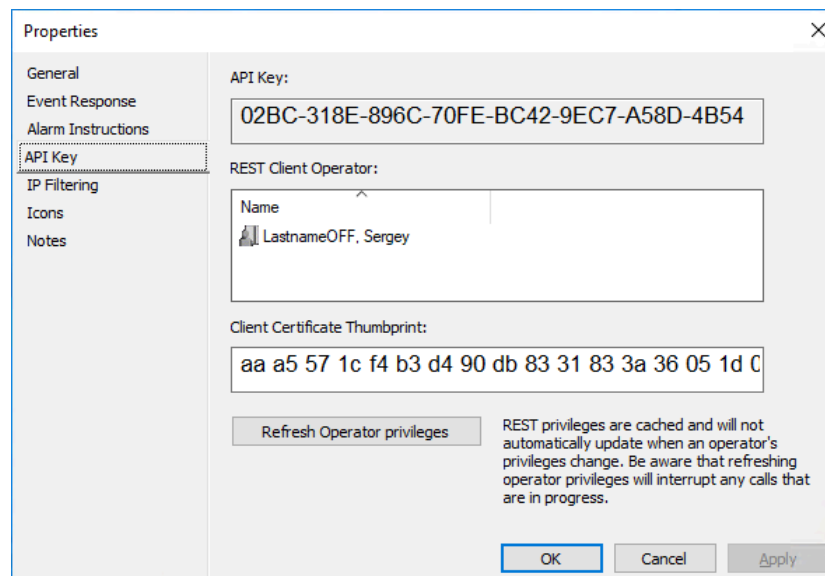 Properties
General
Event Response
Alarm Instructions
API Key
IP Filtering
Icons
Notes
API Key:
02BC-318E-896C-70FE-BC42-9EC7-A58D-4B54
REST Client Operator:
Name
LastnameOFF, Sergey
Client Certificate Thumbprint:
aa a5 57 1c f4 b3 d4 90 db 83 31 83 3a 36 05 1d
Refresh Operator privileges
REST privileges are cached and will not
automatically update when an operator's
privileges change. Be aware that refreshing
operator privileges will interrupt any calls that
are in progress.
OK
Cancel
Apply